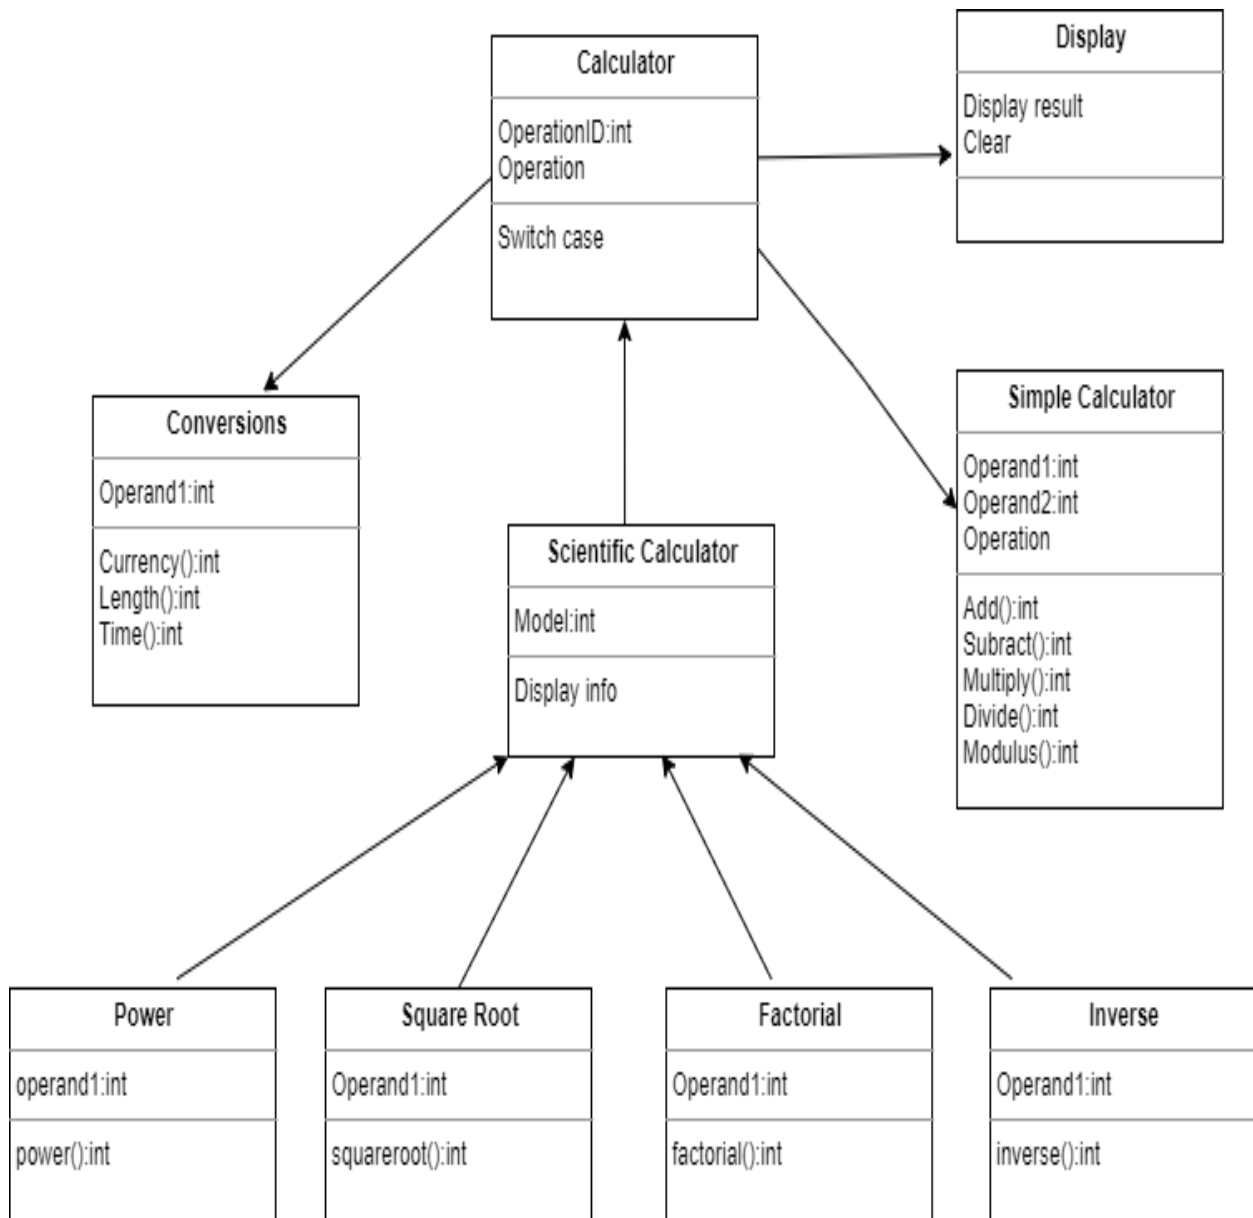 Calculator
OperationID:int
Operation
Switch case
Display
Display result
Clear
Conversions
Operand1:int
Currency():int
Length():int
Time():int
Scientific Calculator
Model:int
Display info
Simple Calculator
Operand1:int
Operand2:int
Operation
Add():int
Subract():int
Multiply():int
Divide():int
Modulus():int
Power
operand1:int
power():int
Square Root
Operand1:int
squareroot():int
Factorial
Operand1:int
factorial():int
Inverse
Operand1:int
inverse():int